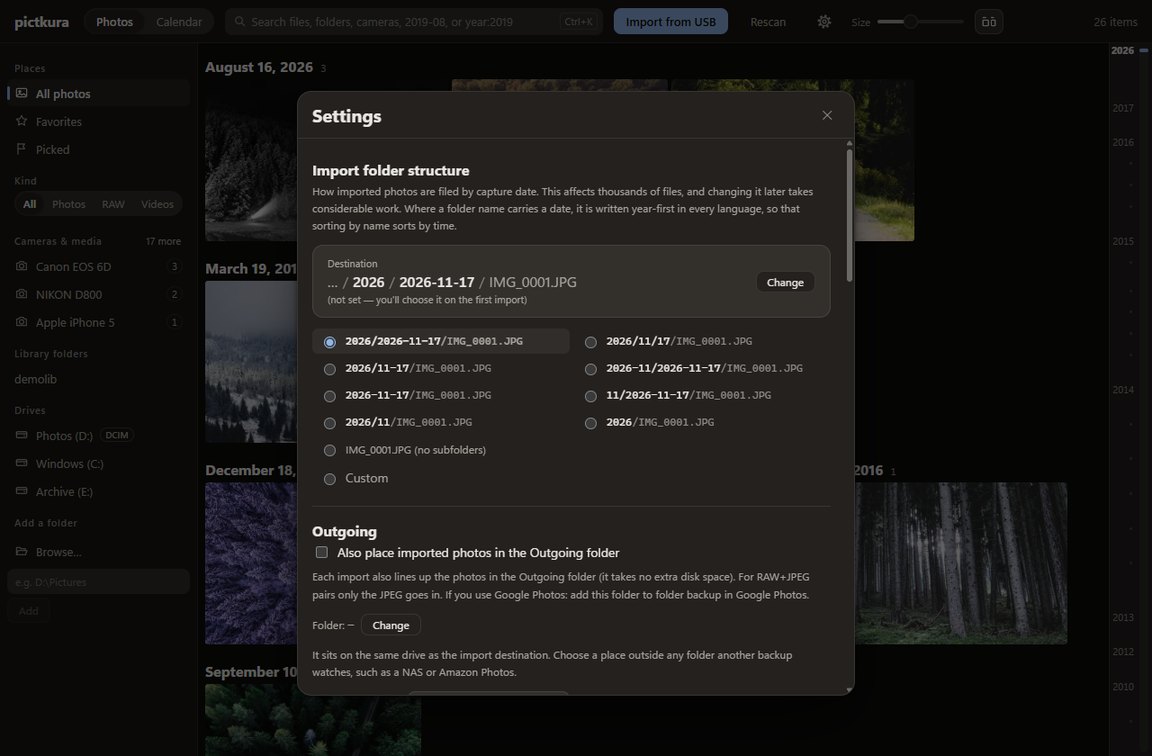 pictkura
Photos
Calendar
Search files, folders, cameras, 2019-08, or year:2019
Ctrl+K
Import from USB
Rescan
Size
26 items
Places
All photos
Favorites
Picked
Kind
All
Photos
RAW
Videos
Cameras & media
17 more
Canon EOS 6D
3
NIKON D800
2
Apple iPhone 5
1
Library folders
demolib
Drives
Photos (D:)
DCIM
Windows (C:)
Archive (E:)
Add a folder
Browse...
e.g. D:\Pictures
Add
August 16, 2026 3
March 19, 201
December 18,
2016 1
September 10
Settings
Import folder structure
How imported photos are filed by capture date. This affects thousands of files, and changing it later takes
considerable work. Where a folder name carries a date, it is written year-first in every language, so that
sorting by name sorts by time.
Destination
... / 2026 / 2026-11-17 / IMG_0001.JPG
(not set — you'll choose it on the first import)
Change
2026/2026-11-17/IMG_0001.JPG
2026/11/17/IMG_0001.JPG
2026/11-17/IMG_0001.JPG
2026-11/2026-11-17/IMG_0001.JPG
2026-11-17/IMG_0001.JPG
11/2026-11-17/IMG_0001.JPG
2026/11/IMG_0001.JPG
2026/IMG_0001.JPG
IMG_0001.JPG (no subfolders)
Custom
Outgoing
Also place imported photos in the Outgoing folder
Each import also lines up the photos in the Outgoing folder (it takes no extra disk space). For RAW+JPEG
pairs only the JPEG goes in. If you use Google Photos: add this folder to folder backup in Google Photos.
Folder: —
Change
It sits on the same drive as the import destination. Choose a place outside any folder another backup
watches, such as a NAS or Amazon Photos.
2026
2017
2016
2015
2014
2013
2012
2010